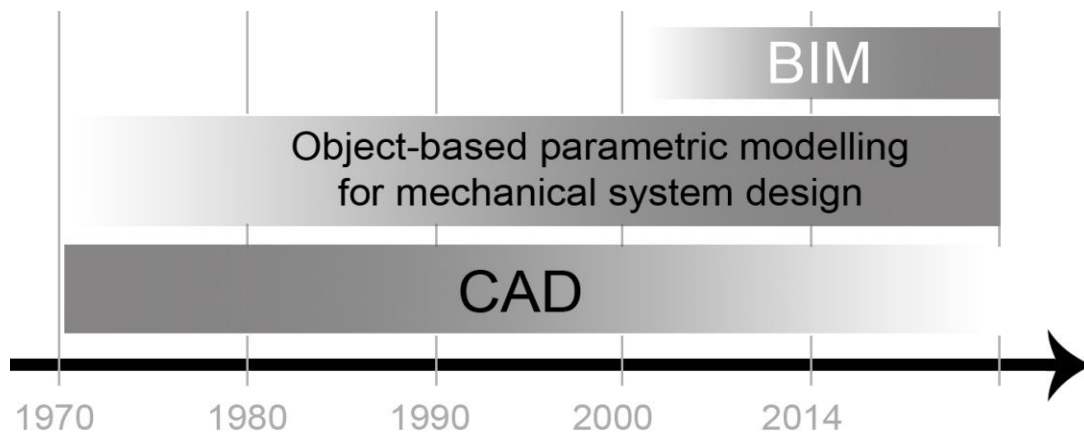 BIM
Object-based parametric modelling
for mechanical system design
CAD
1970 1980 1990 2000 2014